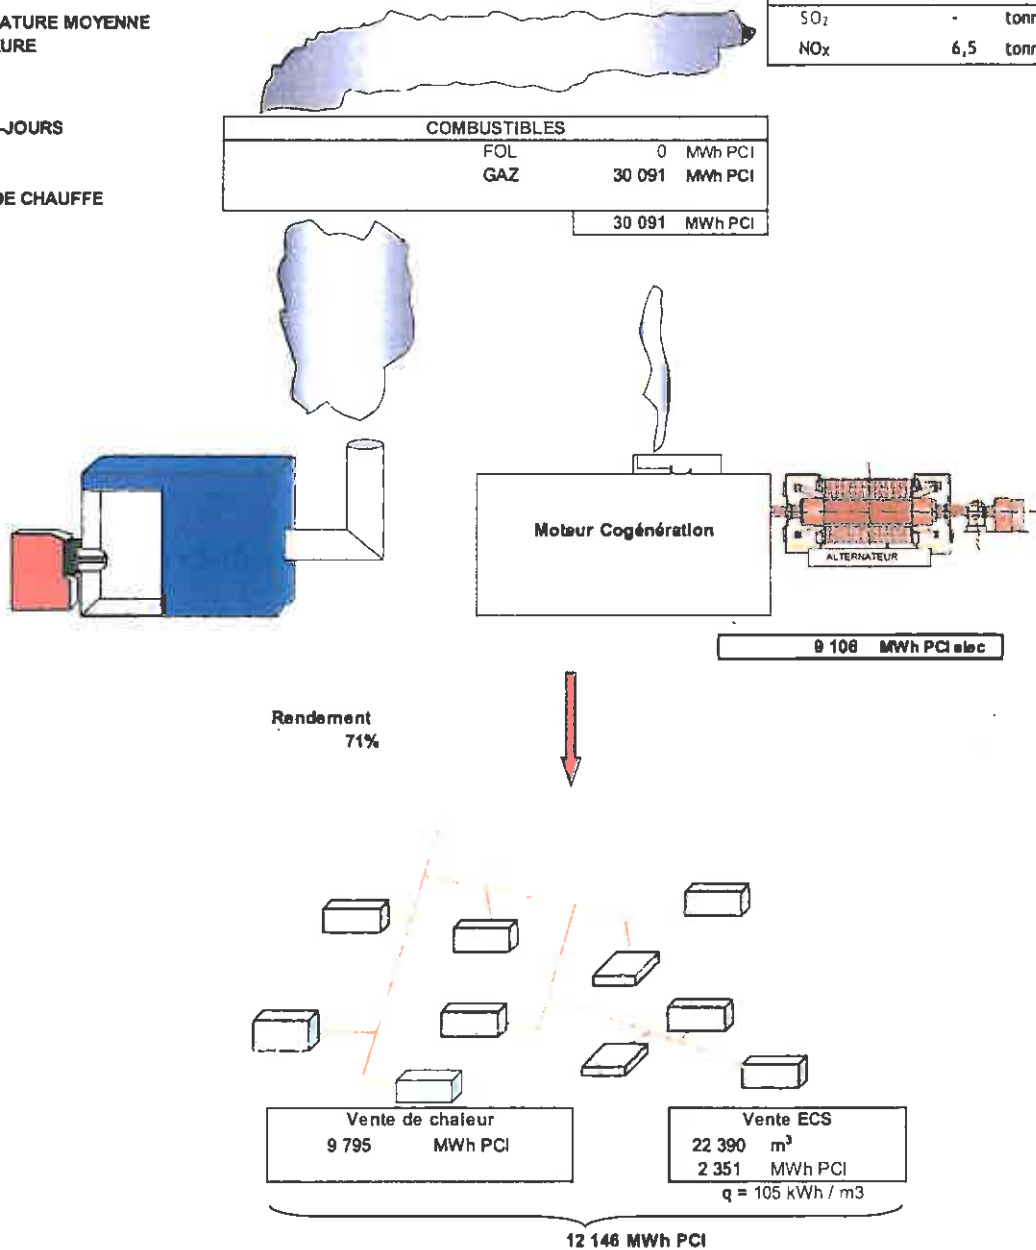 ATURE MOYENNE
EURE
SO₂ - tonn
NOx 6,5 tonn
-JOURS
DE CHAUFFE
COMBUSTIBLES
FOL 0 MWh PCI
GAZ 30 091 MWh PCI
30 091 MWh PCI
Moteur Cogénération
ALTERNATEUR
9 106 MWh PCI elec
Rendement
71%
Vente de chaleur
9 795 MWh PCI
Vente ECS
22 390 m³
2 351 MWh PCI
q = 105 kWh / m3
12 146 MWh PCI